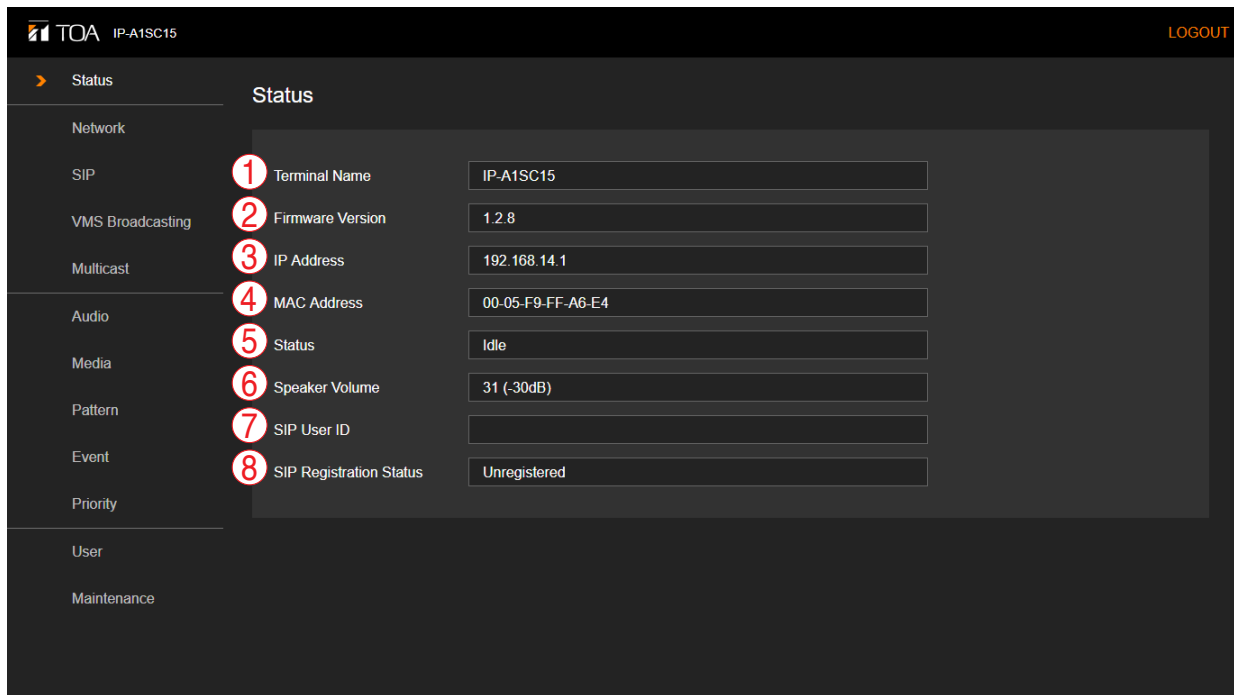 TOA IP-A1SC15 LOGOUT
Status
Network
SIP
VMS Broadcasting
Multicast
Audio
Media
Pattern
Event
Priority
User
Maintenance
Status
1 Terminal Name IP-A1SC15
2 Firmware Version 1.2.8
3 IP Address 192.168.14.1
4 MAC Address 00-05-F9-FF-A6-E4
5 Status Idle
6 Speaker Volume 31 (-30dB)
7 SIP User ID
8 SIP Registration Status Unregistered